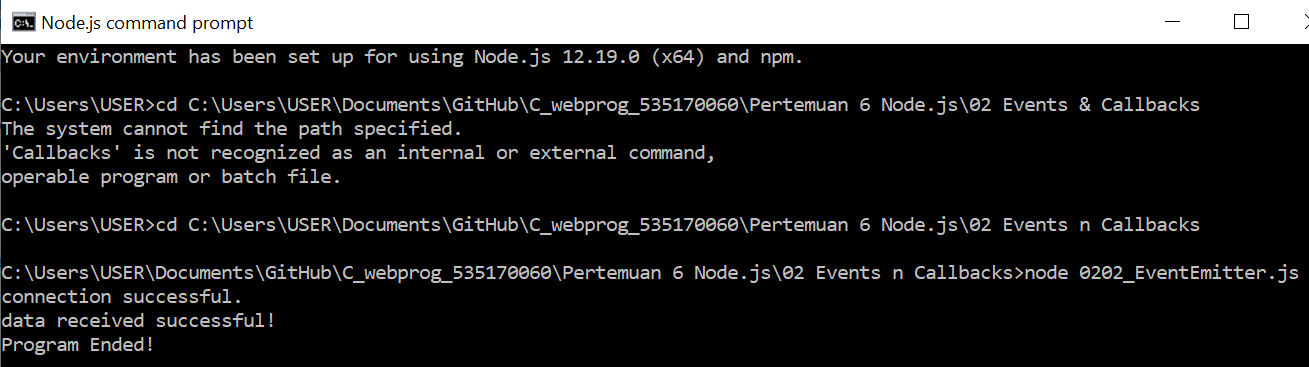 Node.js command prompt
Your environment has been set up for using Node.js 12.19.0 (x64) and npm.
C:\Users\USER>cd C:\Users\USER\Documents\GitHub\C_webprog_535170060\Pertemuan 6 Node.js\02 Events & Callbacks
The system cannot find the path specified.
'Callbacks' is not recognized as an internal or external command,
operable program or batch file.
C:\Users\USER>cd C:\Users\USER\Documents\GitHub\C_webprog_535170060\Pertemuan 6 Node.js\02 Events n Callbacks
C:\Users\USER\Documents\GitHub\C_webprog_535170060\Pertemuan 6 Node.js\02 Events n Callbacks>node 0202_EventEmitter.js
connection successful.
data received successful!
Program Ended!